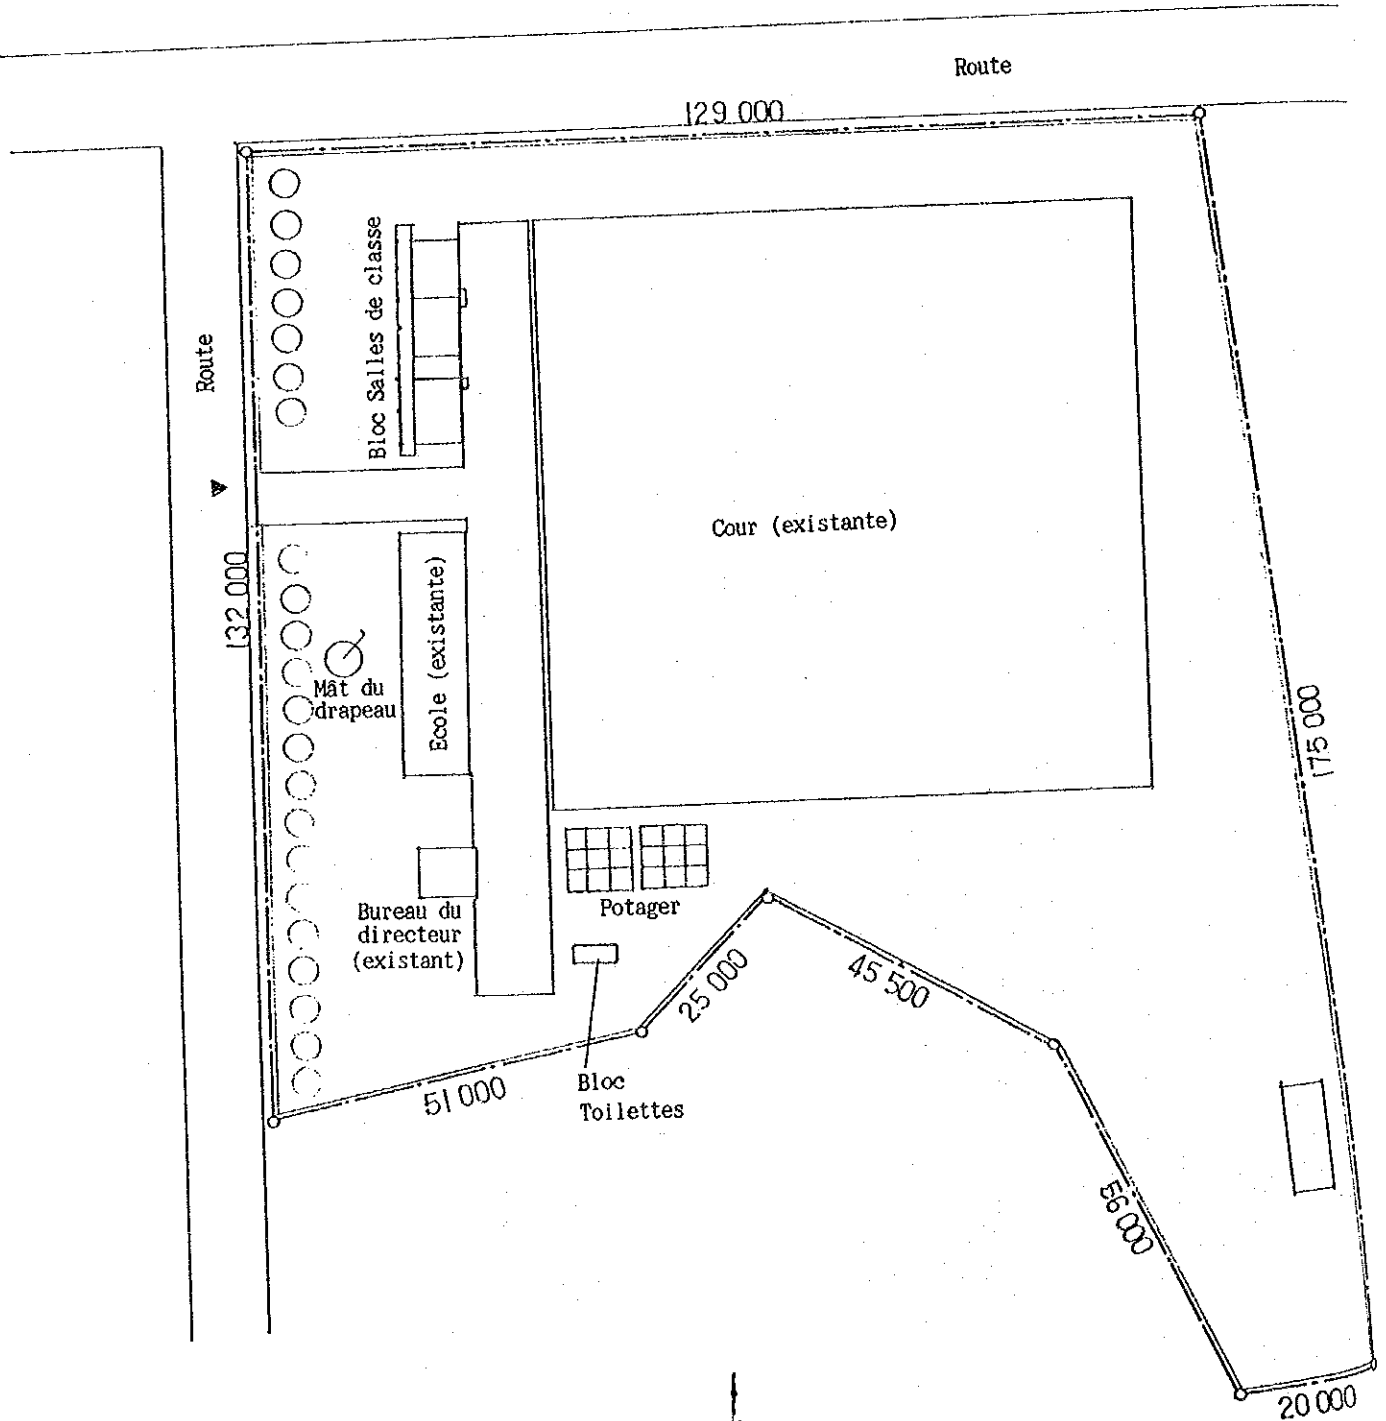 Route
129 000
Route
Bloc Salles de classe
Cour (existante)
132 000
Ecole (existante)
Mât du
drapeau
175 000
Bureau du
directeur
(existant)
Potager
25 000
45 500
51 000
Bloc
Toilettes
56 000
20 000